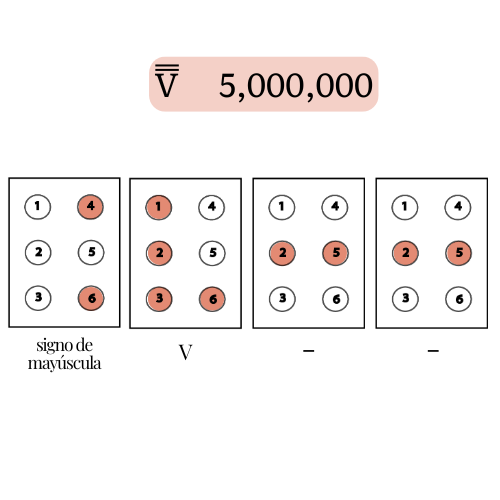 V̿ 5,000,000
1 4 1 4 1 4 1 4
2 5 2 5 2 5 2 5
3 6 3 6 3 6 3 6
signo de
mayúscula
V
–
–